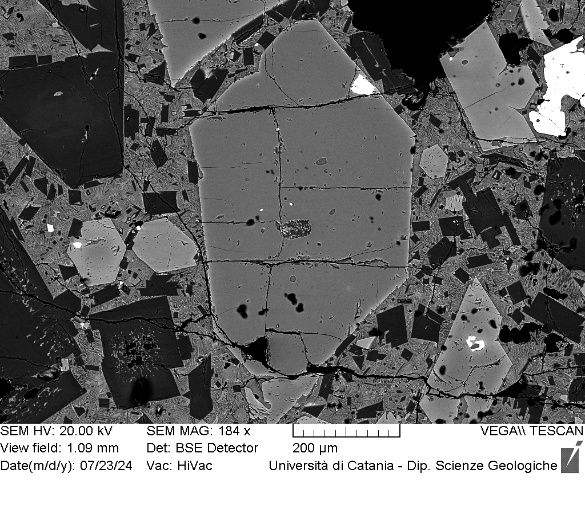 SEM HV: 20.00 kV SEM MAG: 184 x VEGA\\ TESCAN
View field: 1.09 mm Det: BSE Detector 200 µm
Date(m/d/y): 07/23/24 Vac: HiVac Università di Catania - Dip. Scienze Geologiche